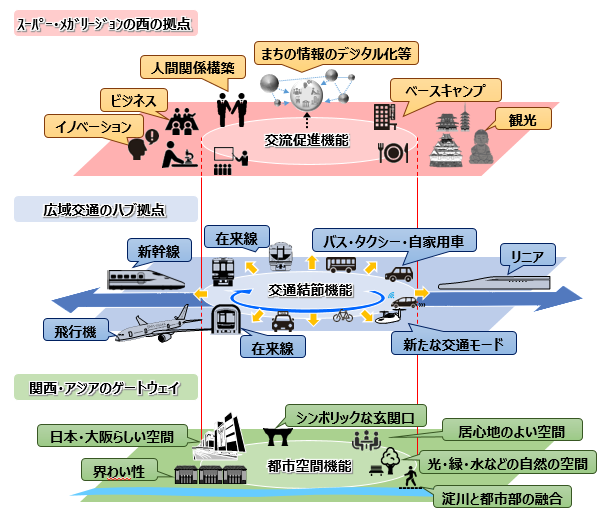 スーパー・メガリージョンの西の拠点
まちの情報のデジタル化等
人間関係構築
ベースキャンプ
ビジネス
観光
イノベーション
交流促進機能
広域交通のハブ拠点
在来線
バス・タクシー・自家用車
新幹線
リニア
交通結節機能
飛行機
在来線
新たな交通モード
関西・アジアのゲートウェイ
シンボリックな玄関口
日本・大阪らしい空間
居心地のよい空間
界わい性
都市空間機能
光・緑・水などの自然の空間
淀川と都市部の融合